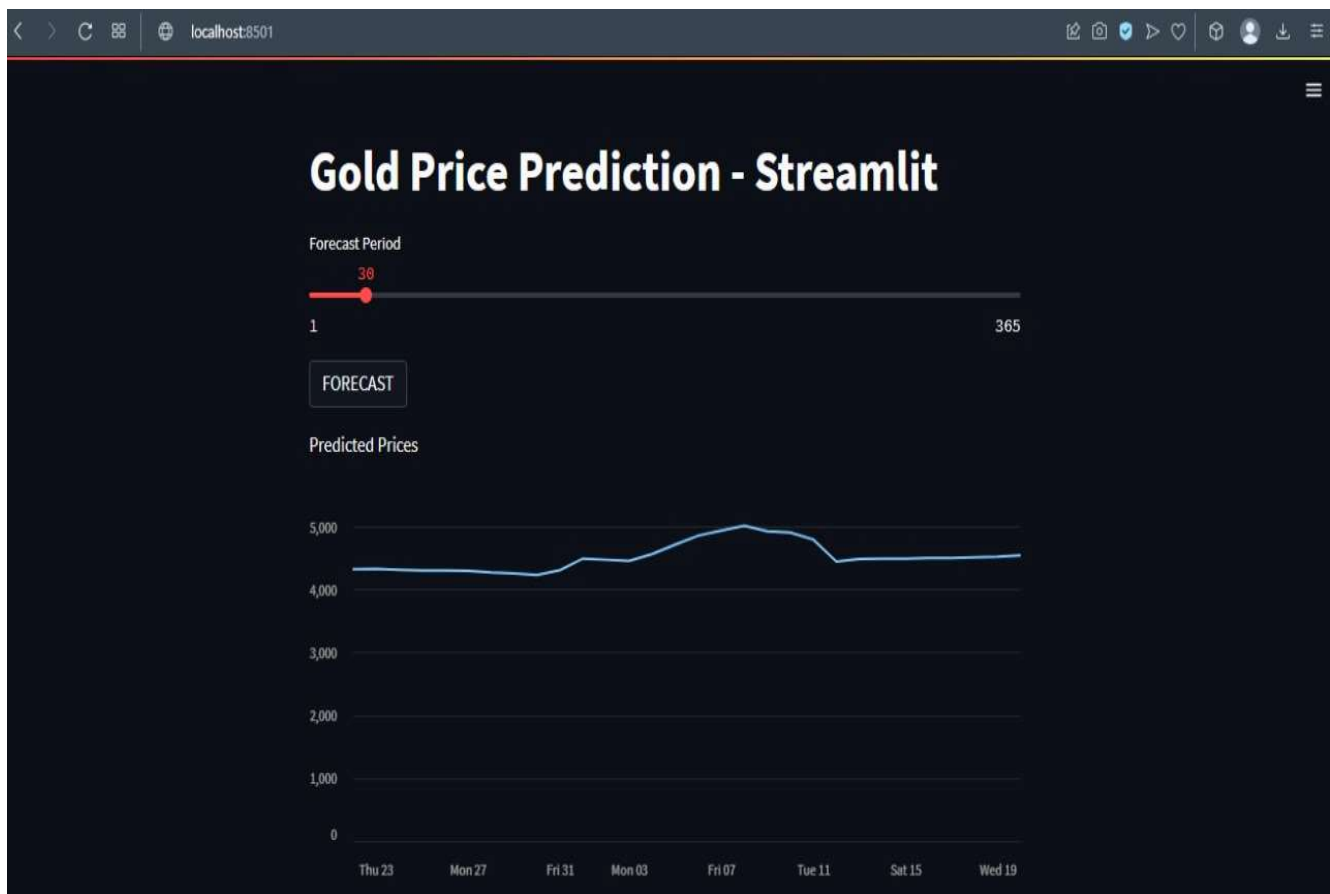 localhost:8501
Gold Price Prediction - Streamlit
Forecast Period
30
1 365
FORECAST
Predicted Prices
5,000
4,000
3,000
2,000
1,000
0
Thu 23 Mon 27 Fri 31 Mon 03 Fri 07 Tue 11 Sat 15 Wed 19